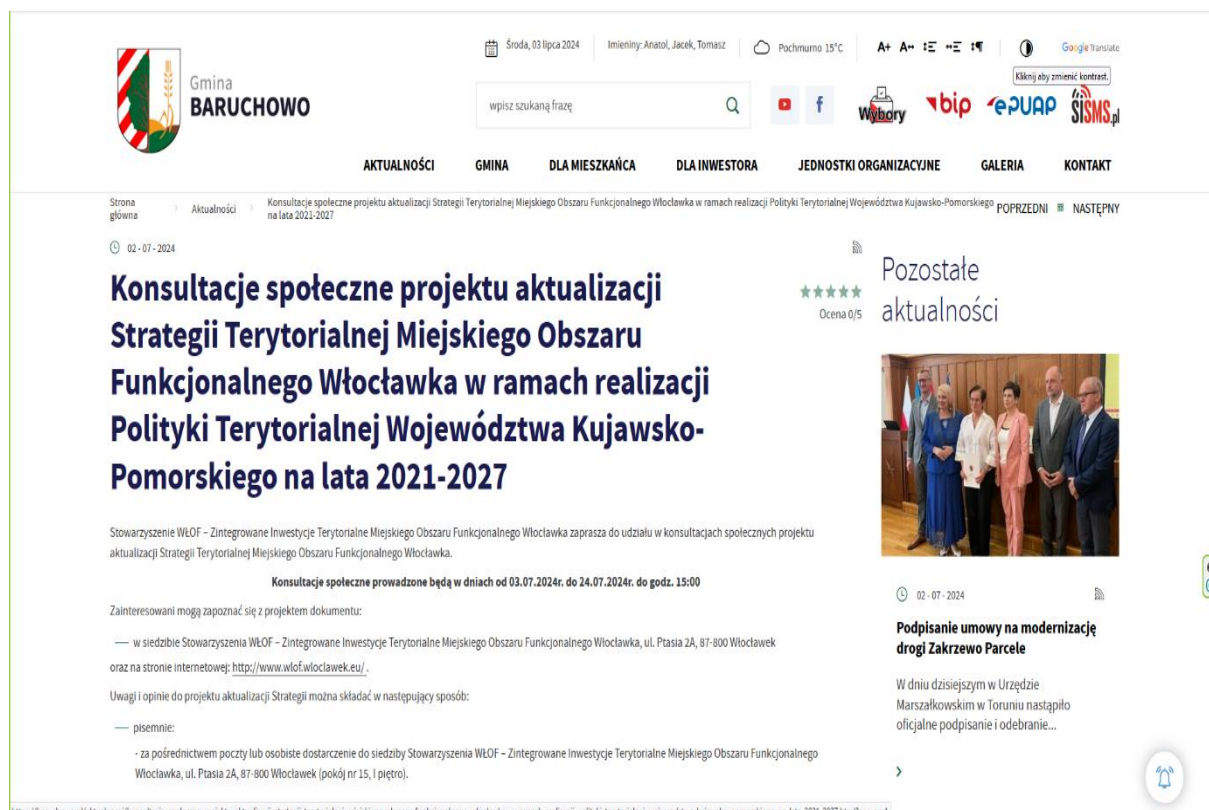 Gmina
BARUCHOWO
Środa, 03 lipca 2024
Imieniny: Anatol, Jacek, Tomasz
Pochmurno 15°C
A+ A++
Google Translate
Kliknij aby zmienić kontrast.
wpisz szukaną frazę
Wybory
bip
ePUAP
SISMS.pl
AKTUALNOŚCI GMINA DLA MIESZKAŃCA DLA INWESTORA JEDNOSTKI ORGANIZACYJNE GALERIA KONTAKT
Strona
główna
Aktualności
Konsultacje społeczne projektu aktualizacji Strategii Terytorialnej Miejskiego Obszaru Funkcjonalnego Włocławka w ramach realizacji Polityki Terytorialnej Województwa Kujawsko-Pomorskiego
na lata 2021-2027
POPRZEDNI NASTĘPNY
02 - 07 - 2024
Konsultacje społeczne projektu aktualizacji
Strategii Terytorialnej Miejskiego Obszaru
Funkcjonalnego Włocławka w ramach realizacji
Polityki Terytorialnej Województwa Kujawsko-
Pomorskiego na lata 2021-2027
Ocena 0/5
Stowarzyszenie WŁOF – Zintegrowane Inwestycje Terytorialne Miejskiego Obszaru Funkcjonalnego Włocławka zaprasza do udziału w konsultacjach społecznych projektu
aktualizacji Strategii Terytorialnej Miejskiego Obszaru Funkcjonalnego Włocławka.
Konsultacje społeczne prowadzone będą w dniach od 03.07.2024r. do 24.07.2024r. do godz. 15:00
Zainteresowani mogą zapoznać się z projektem dokumentu:
— w siedzibie Stowarzyszenia WŁOF – Zintegrowane Inwestycje Terytorialne Miejskiego Obszaru Funkcjonalnego Włocławka, ul. Ptasia 2A, 87-800 Włocławek
oraz na stronie internetowej: http://www.wlof.wloclawek.eu/ .
Uwagi i opinie do projektu aktualizacji Strategii można składać w następujący sposób:
— pisemnie:
- za pośrednictwem poczty lub osobiste dostarczenie do siedziby Stowarzyszenia WŁOF – Zintegrowane Inwestycje Terytorialne Miejskiego Obszaru Funkcjonalnego
Włocławka, ul. Ptasia 2A, 87-800 Włocławek (pokój nr 15, I piętro).
Pozostałe
aktualności
02 - 07 - 2024
Podpisanie umowy na modernizację
drogi Zakrzewo Parcele
W dniu dzisiejszym w Urzędzie
Marszałkowskim w Toruniu nastąpiło
oficjalne podpisanie i odebranie...